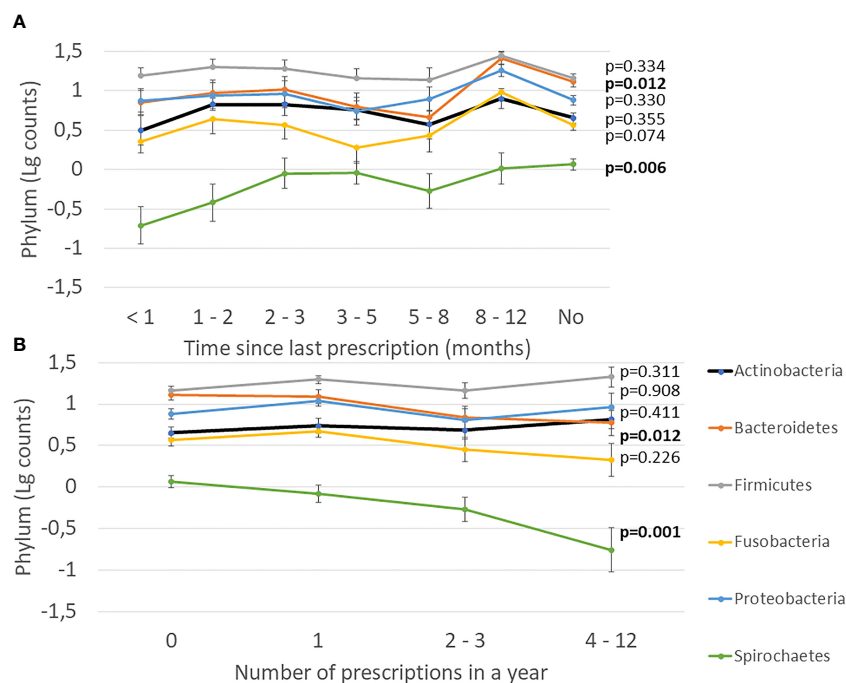 A
Phylum (Lg counts)
1,5
1
0,5
0
-0,5
-1
-1,5
p=0.334
p=0.012
p=0.330
p=0.355
p=0.074
p=0.006
< 1 1 - 2 2 - 3 3 - 5 5 - 8 8 - 12 No
Time since last prescription (months)
B
Phylum (Lg counts)
1,5
1
0,5
0
-0,5
-1
-1,5
p=0.311
p=0.908
p=0.411
p=0.012
p=0.226
p=0.001
0 1 2 - 3 4 - 12
Number of prescriptions in a year
Actinobacteria
Bacteroidetes
Firmicutes
Fusobacteria
Proteobacteria
Spirochaetes